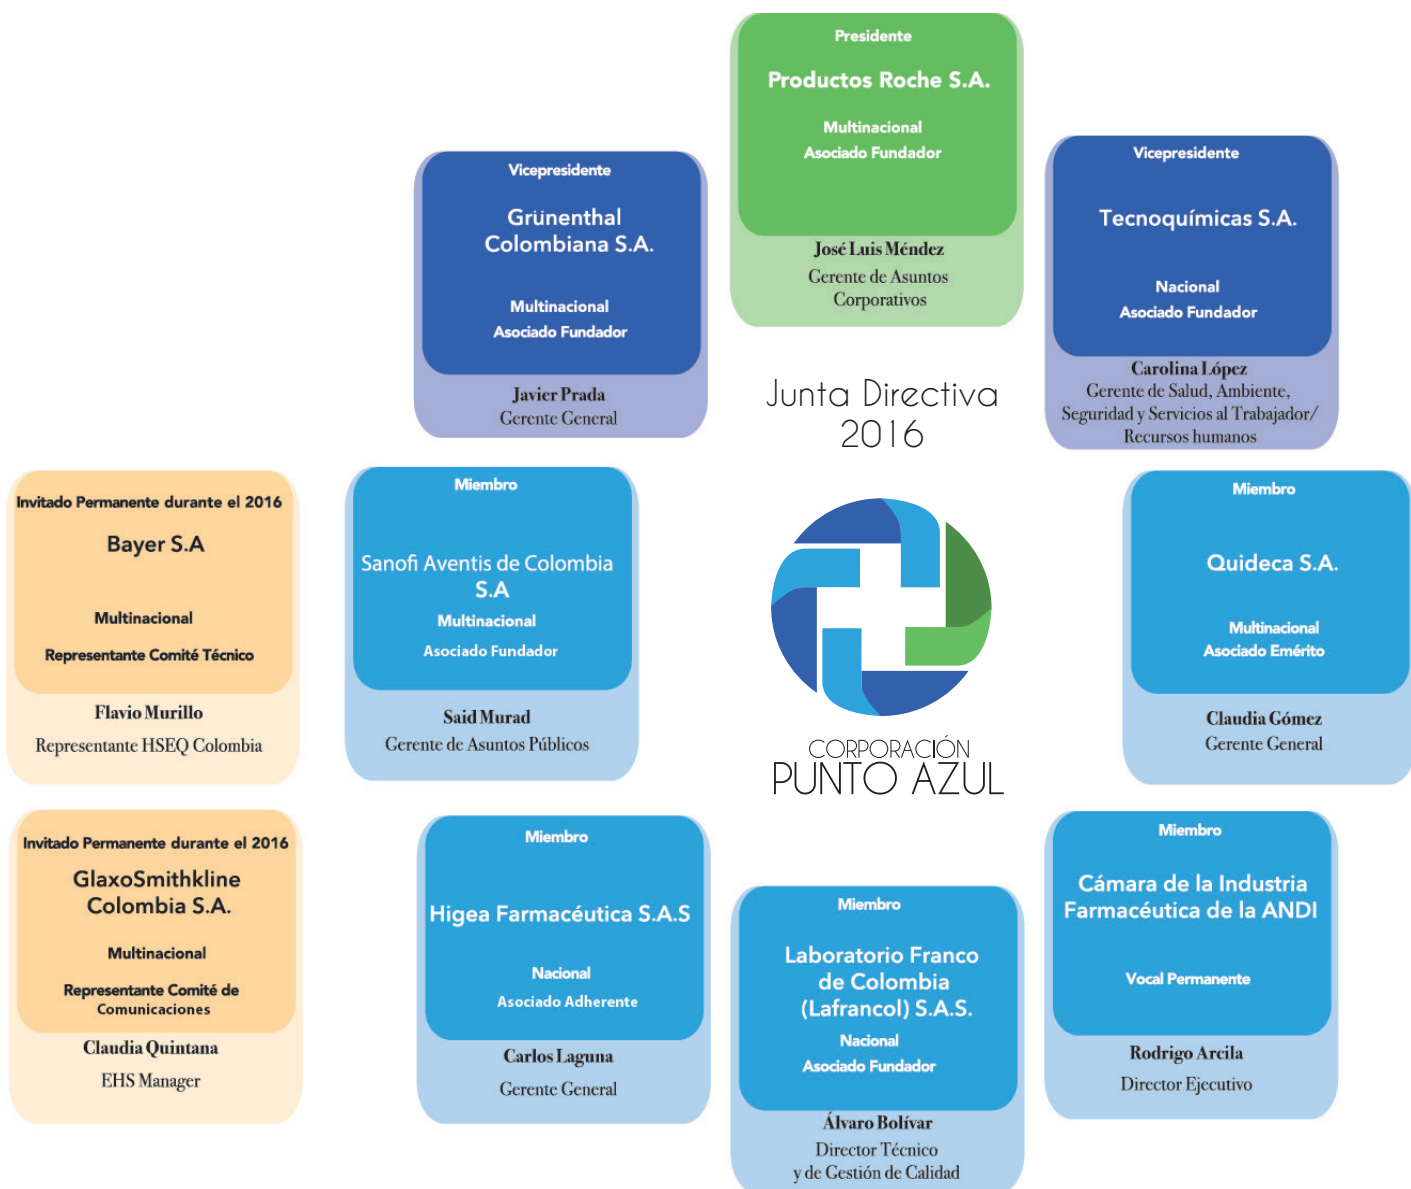 Presidente
Productos Roche S.A.
Multinacional
Asociado Fundador
José Luis Méndez
Gerente de Asuntos
Corporativos
Vicepresidente
Grünenthal
Colombiana S.A.
Multinacional
Asociado Fundador
Javier Prada
Gerente General
Vicepresidente
Tecnoquímicas S.A.
Nacional
Asociado Fundador
Carolina López
Gerente de Salud, Ambiente,
Seguridad y Servicios al Trabajador/
Recursos humanos
Junta Directiva
2016
Invitado Permanente durante el 2016
Bayer S.A
Multinacional
Representante Comité Técnico
Flavio Murillo
Representante HSEQ Colombia
Miembro
Sanofi Aventis de Colombia
S.A
Multinacional
Asociado Fundador
Said Murad
Gerente de Asuntos Públicos
CORPORACIÓN
PUNTO AZUL
Miembro
Quideca S.A.
Multinacional
Asociado Emérito
Claudia Gómez
Gerente General
Invitado Permanente durante el 2016
GlaxoSmithkline
Colombia S.A.
Multinacional
Representante Comité de
Comunicaciones
Claudia Quintana
EHS Manager
Miembro
Higea Farmacéutica S.A.S
Nacional
Asociado Adherente
Carlos Laguna
Gerente General
Miembro
Laboratorio Franco
de Colombia
(Lafrancol) S.A.S.
Nacional
Asociado Fundador
Álvaro Bolívar
Director Técnico
y de Gestión de Calidad
Miembro
Cámara de la Industria
Farmacéutica de la ANDI
Vocal Permanente
Rodrigo Arcila
Director Ejecutivo